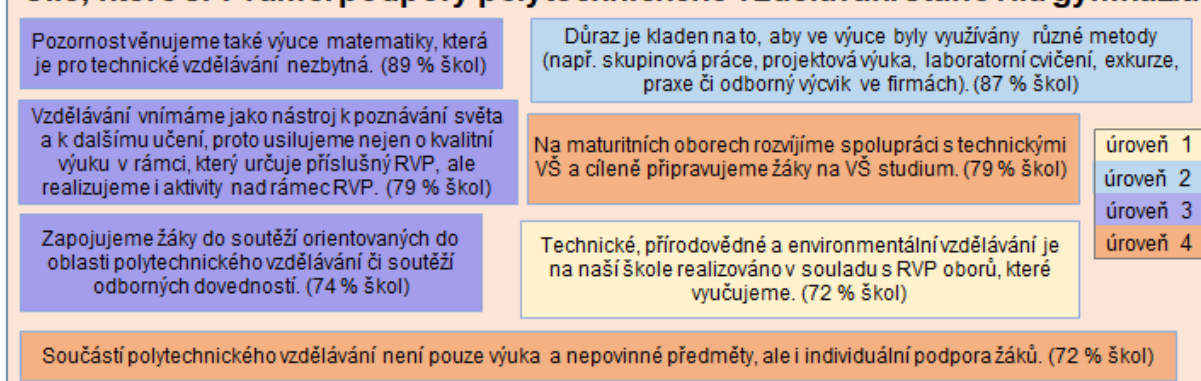 Pozornost věnujeme také výuce matematiky, která
je pro technické vzdělávání nezbytná. (89 % škol)
Důraz je kladen na to, aby ve výuce byly využívány různé metody
(např. skupinová práce, projektová výuka, laboratorní cvičení, exkurze,
praxe či odborný výcvik ve firmách). (87 % škol)
Vzdělávání vnímáme jako nástroj k poznávání světa
a k dalšímu učení, proto usilujeme nejen o kvalitní
výuku v rámci, který určuje příslušný RVP, ale
realizujeme i aktivity nad rámec RVP. (79 % škol)
Na maturitních oborech rozvíjíme spolupráci s technickými
VŠ a cíleně připravujeme žáky na VŠ studium. (79 % škol)
úroveň 1
úroveň 2
úroveň 3
úroveň 4
Zapojujeme žáky do soutěží orientovaných do
oblasti polytechnického vzdělávání či soutěží
odborných dovedností. (74 % škol)
Technické, přírodovědné a environmentální vzdělávání je
na naší škole realizováno v souladu s RVP oborů, které
vyučujeme. (72 % škol)
Součástí polytechnického vzdělávání není pouze výuka a nepovinné předměty, ale i individuální podpora žáků. (72 % škol)